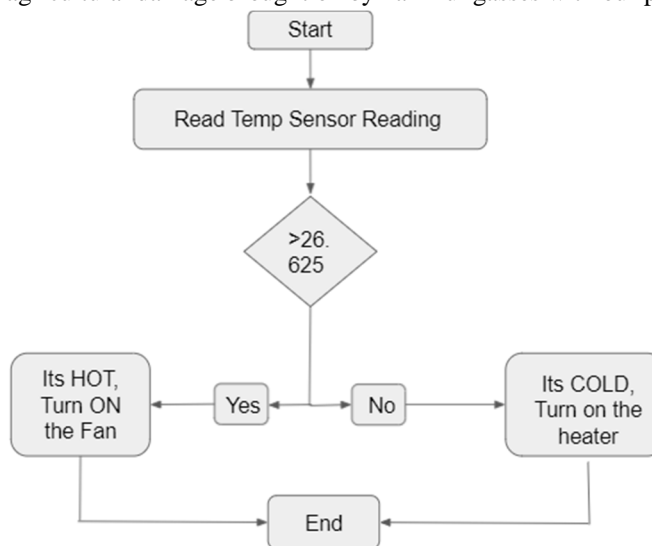 Start
Read Temp Sensor Reading
>26.
625
Its HOT,
Turn ON
the Fan
Yes
No
Its COLD,
Turn on the
heater
End